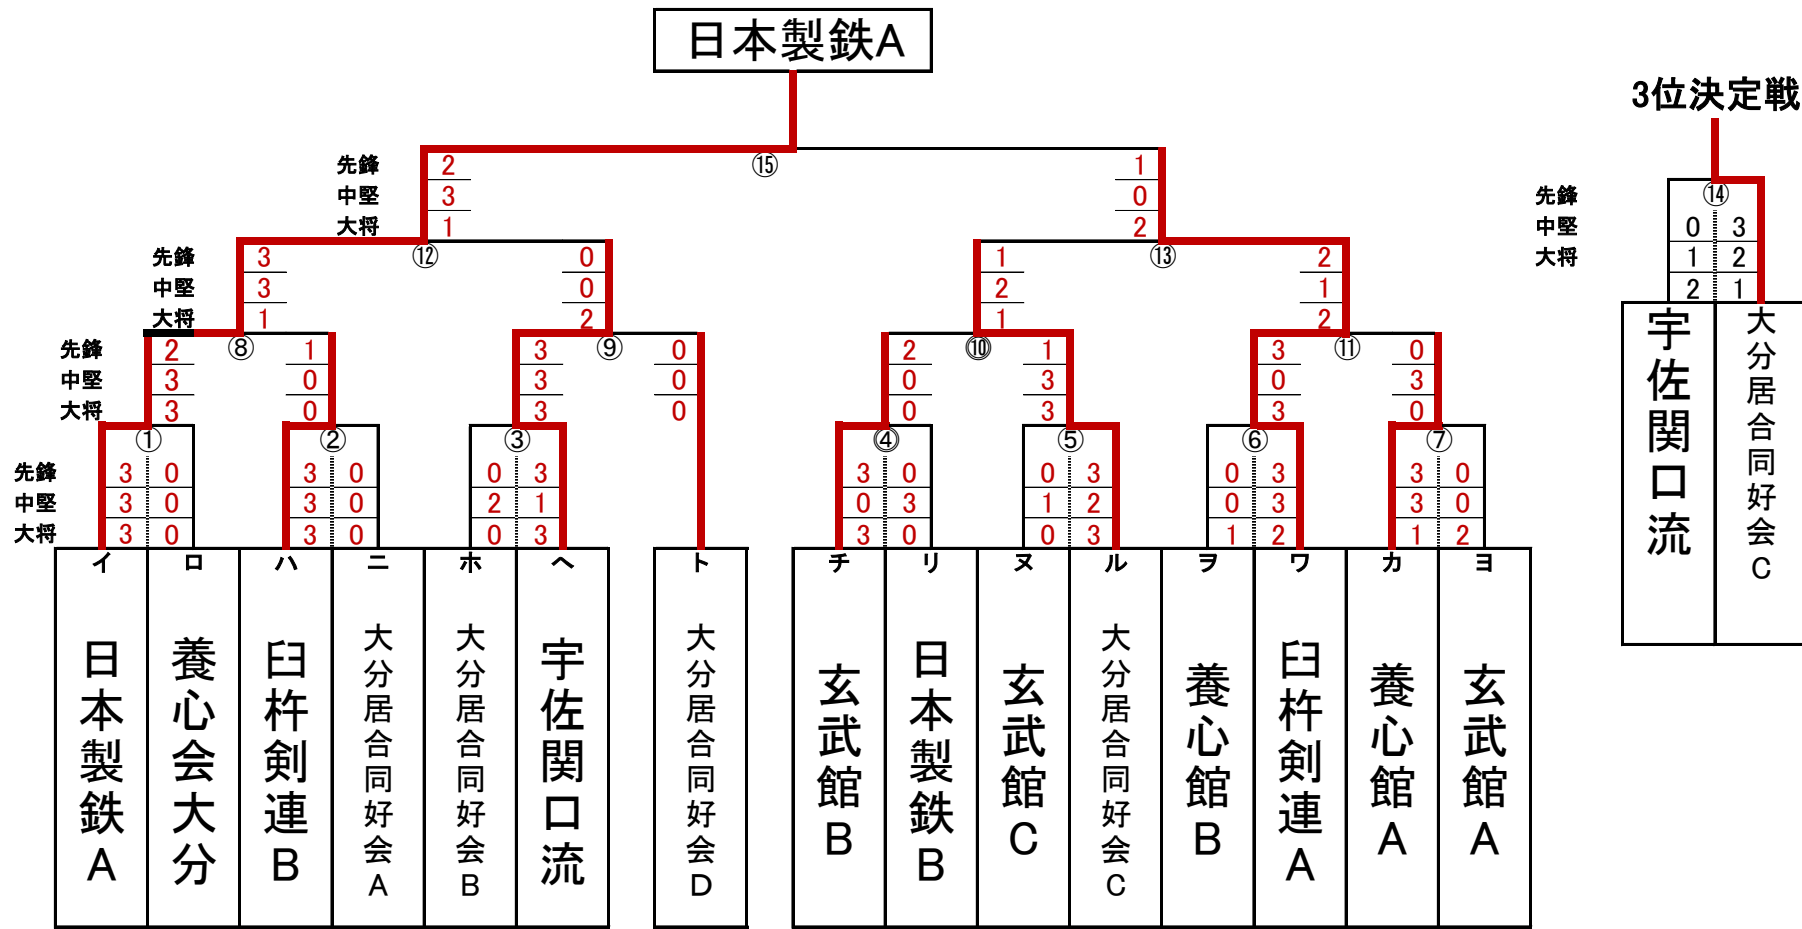 日本製鉄A
3位決定戦
先鋒 2 ⑮ 1
中堅 3 0
大将 1 2
先鋒 ⑭
中堅 0 3
大将 1 2
2 1
先鋒 3 ⑫ 0 1 ⑬ 2
中堅 3 0 2 1
大将 1 2 1 2
先鋒 2 ⑧ 1 3 ⑨ 0 2 ⑩ 1 3 ⑪ 0
中堅 3 0 3 0 0 3 0 3
大将 3 0 3 0 0 3 3 0
① ② ③ ④ ⑤ ⑥ ⑦
先鋒 3 0 3 0 0 3 3 0 0 3 0 3 3 0
中堅 3 0 3 0 2 1 0 3 1 2 0 3 3 0
大将 3 0 3 0 0 3 3 0 0 3 1 2 1 2
イ ロ ハ ニ ホ ヘ ト チ リ ヌ ル ヲ ワ カ ヨ
日本製鉄A
養心会大分
臼杵剣連B
大分居合同好会A
大分居合同好会B
宇佐関口流
大分居合同好会D
玄武館B
日本製鉄B
玄武館C
大分居合同好会C
養心館B
臼杵剣連A
養心館A
玄武館A
宇佐関口流
大分居合同好会C